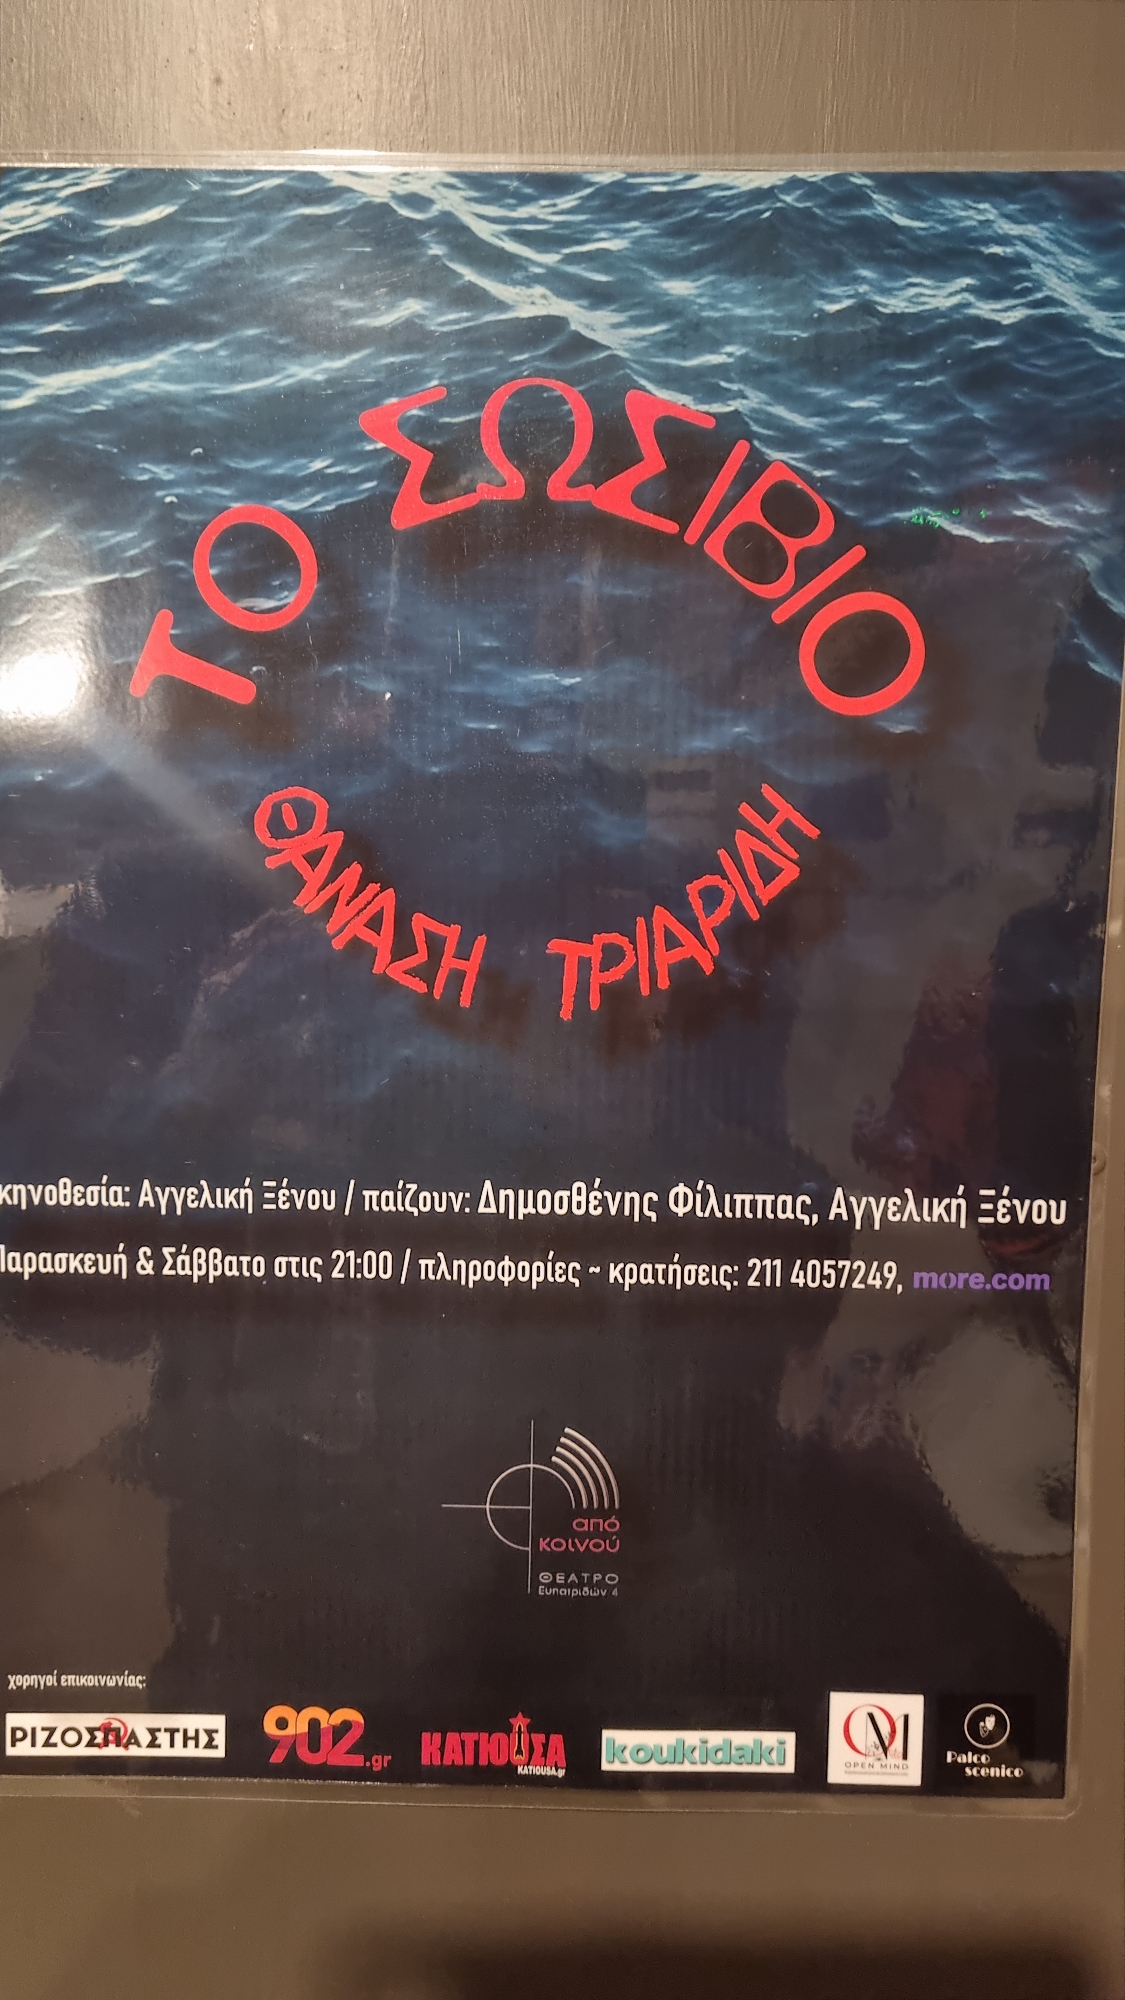 ΤΟ ΣΩΣΙΒΙΟ
ΘΑΝΑΣΗ ΤΡΙΑΡΙΔΗ
κηνοθεσία: Αγγελική Ξένου / παίζουν: Δημοσθένης Φίλιππας, Αγγελική Ξένου
Παρασκευή & Σάββατο στις 21:00 / πληροφορίες ~ κρατήσεις: 211 4057249, more.com
από
κοινού
ΘΕΑΤΡΟ
Ευπατριδών 4
χορηγοί επικοινωνίας:
ΡΙΖΟΣΠΑΣΤΗΣ
902.gr
ΚΑΤΙΟΥΣΑ
KATIOUSA.gr
koukidaki
OM
OPEN MIND
Palco
scenico